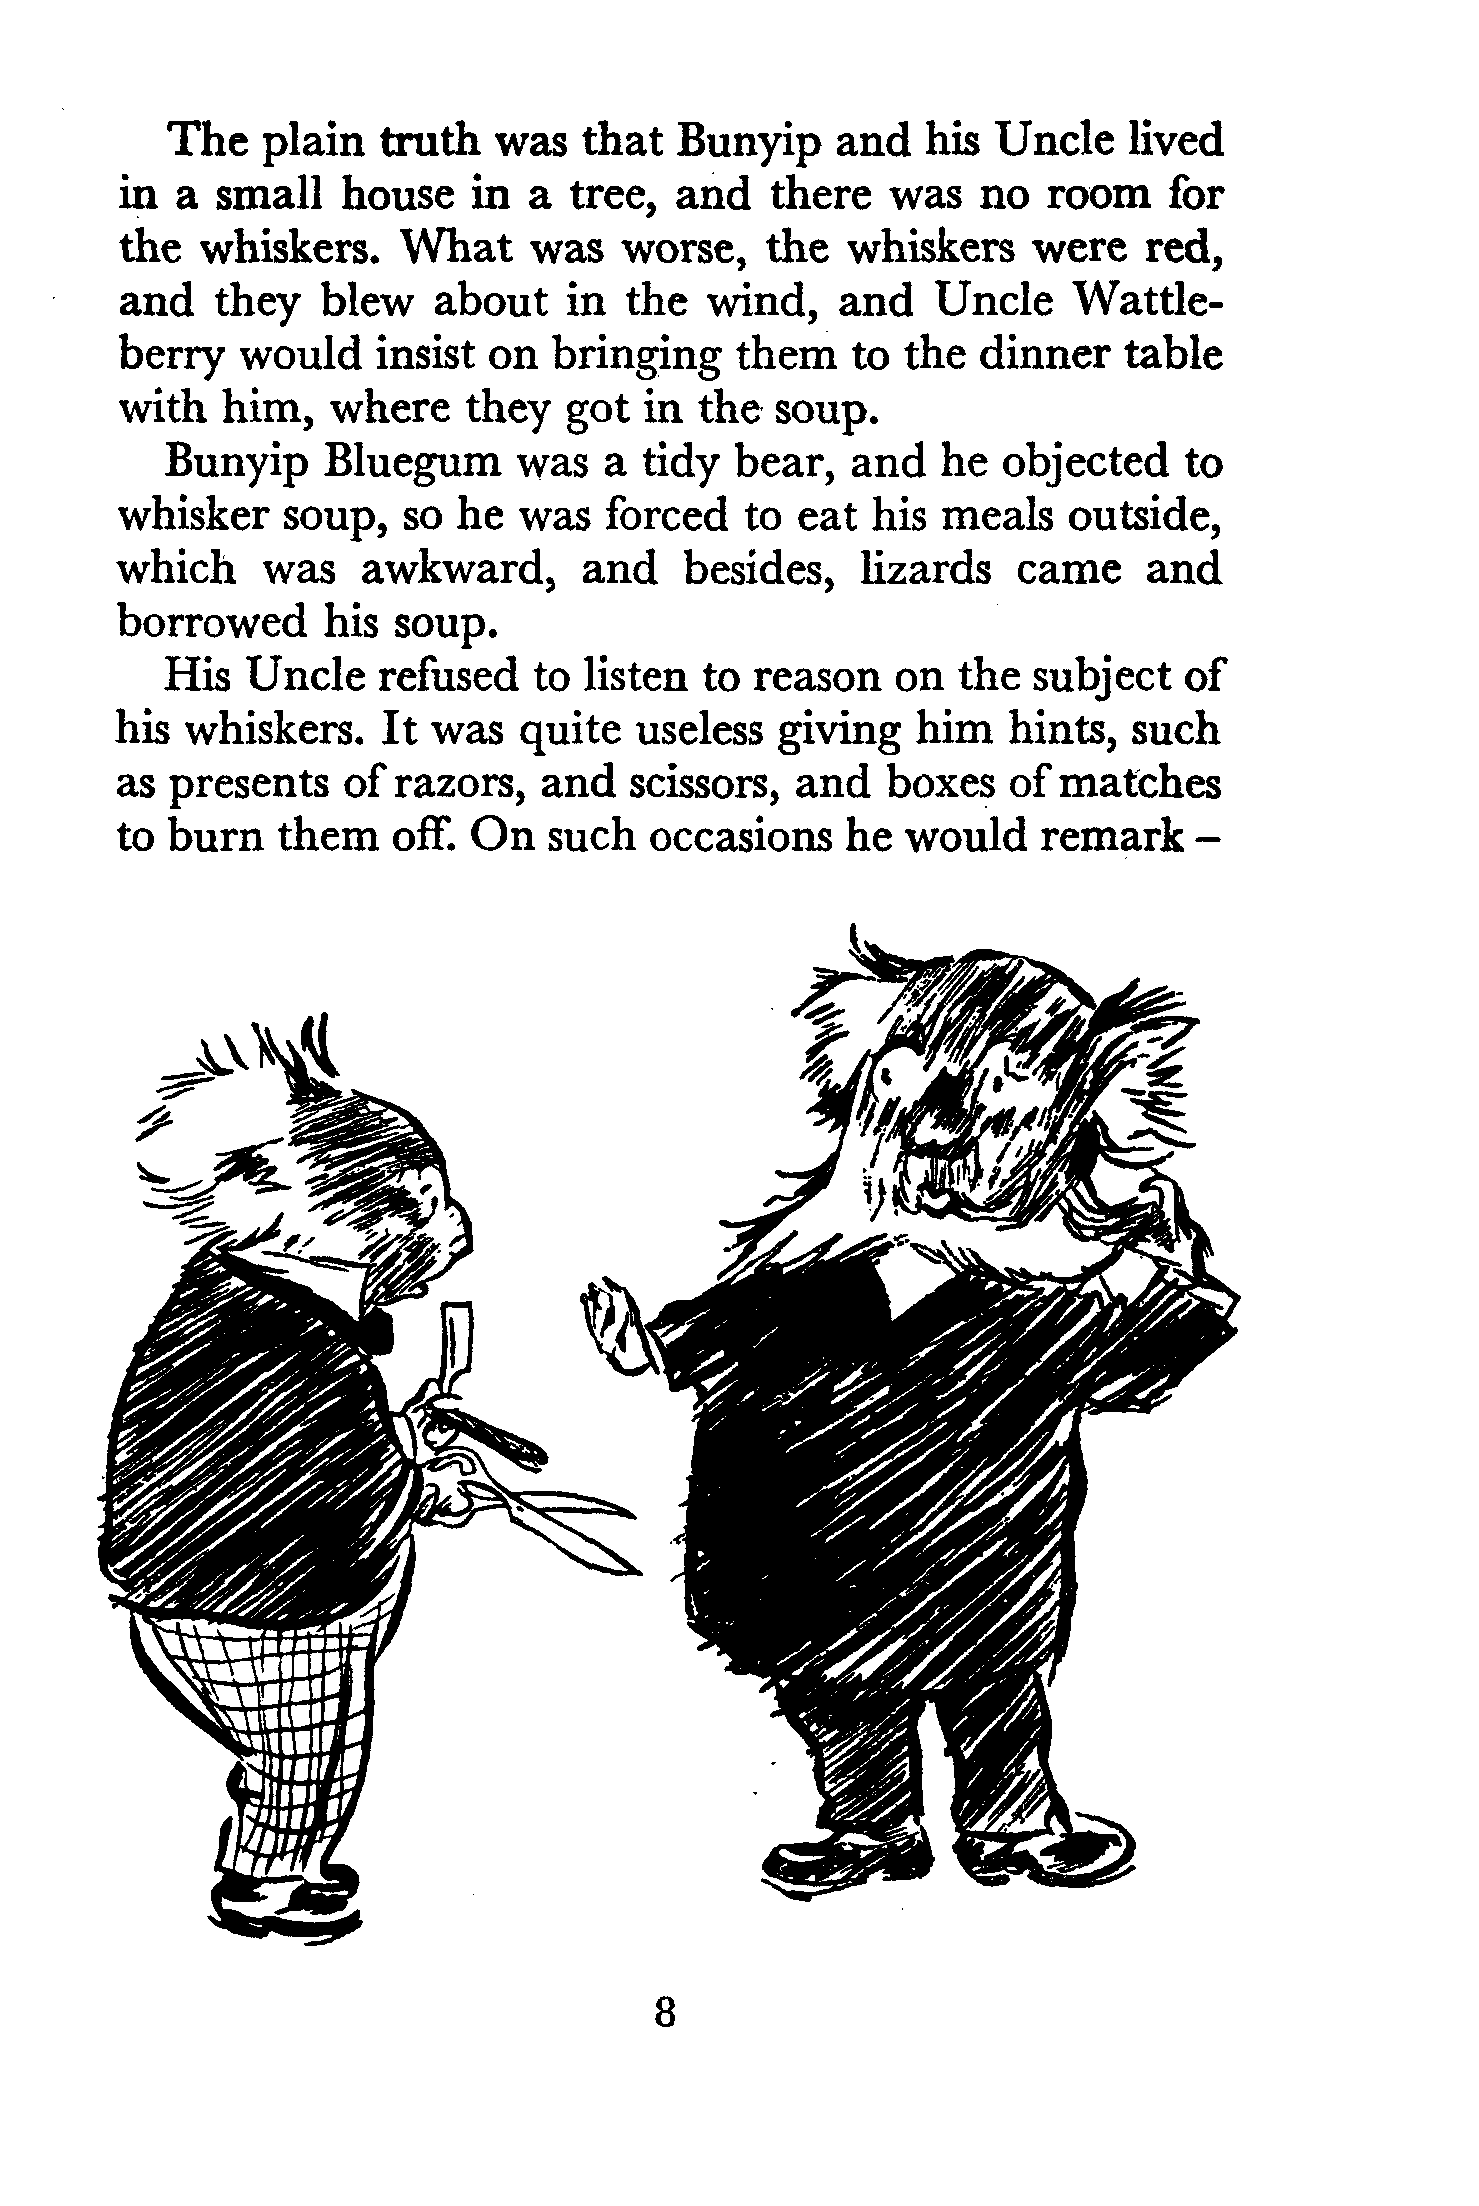 The plain truth was that Bunyip and his Uncle lived
in a small house in a tree, and there was no room for
the whiskers. What was worse, the whiskers were red,
and they blew about in the wind, and Uncle Wattle-
berry would insist on bringing them to the dinner table
with him, where they got in the soup.
Bunyip Bluegum was a tidy bear, and he objected to
whisker soup, so he was forced to eat his meals outside,
which was awkward, and besides, lizards came and
borrowed his soup.
His Uncle refused to listen to reason on the subject of
his whiskers. It was quite useless giving him hints, such
as presents of razors, and scissors, and boxes of matches
to burn them off. On such occasions he would remark –
8